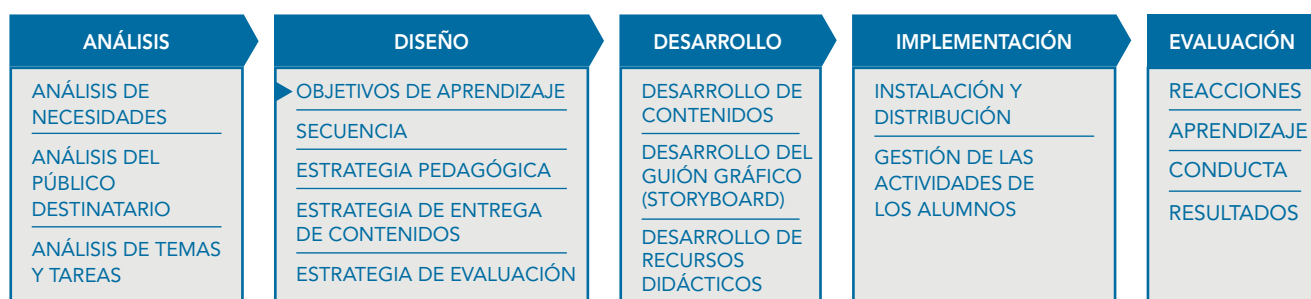 ANÁLISIS
ANÁLISIS DE
NECESIDADES
ANÁLISIS DEL
PÚBLICO
DESTINATARIO
ANÁLISIS DE TEMAS
Y TAREAS
DISEÑO
OBJETIVOS DE APRENDIZAJE
SECUENCIA
ESTRATEGIA PEDAGÓGICA
ESTRATEGIA DE ENTREGA
DE CONTENIDOS
ESTRATEGIA DE EVALUACIÓN
DESARROLLO
DESARROLLO DE
CONTENIDOS
DESARROLLO DEL
GUIÓN GRÁFICO
(STORYBOARD)
DESARROLLO DE
RECURSOS
DIDÁCTICOS
IMPLEMENTACIÓN
INSTALACIÓN Y
DISTRIBUCIÓN
GESTIÓN DE LAS
ACTIVIDADES DE
LOS ALUMNOS
EVALUACIÓN
REACCIONES
APRENDIZAJE
CONDUCTA
RESULTADOS